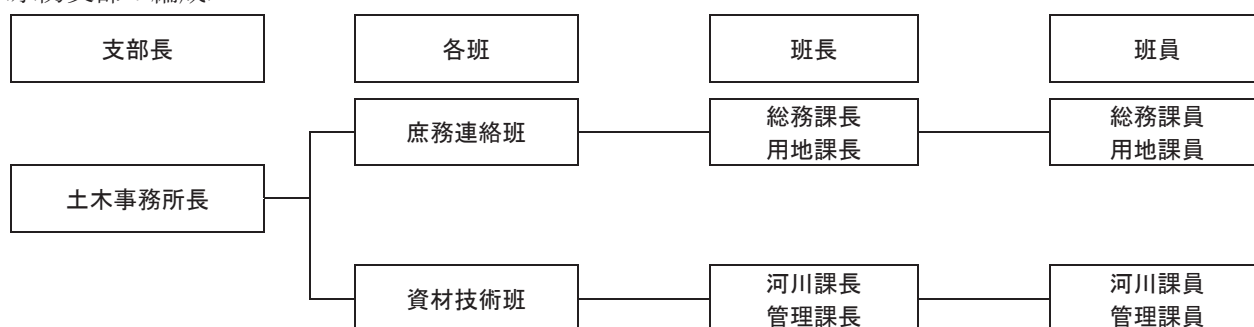 支部長
各班
班長
班員
庶務連絡班
総務課長
用地課長
総務課員
用地課員
土木事務所長
資材技術班
河川課長
管理課長
河川課員
管理課員